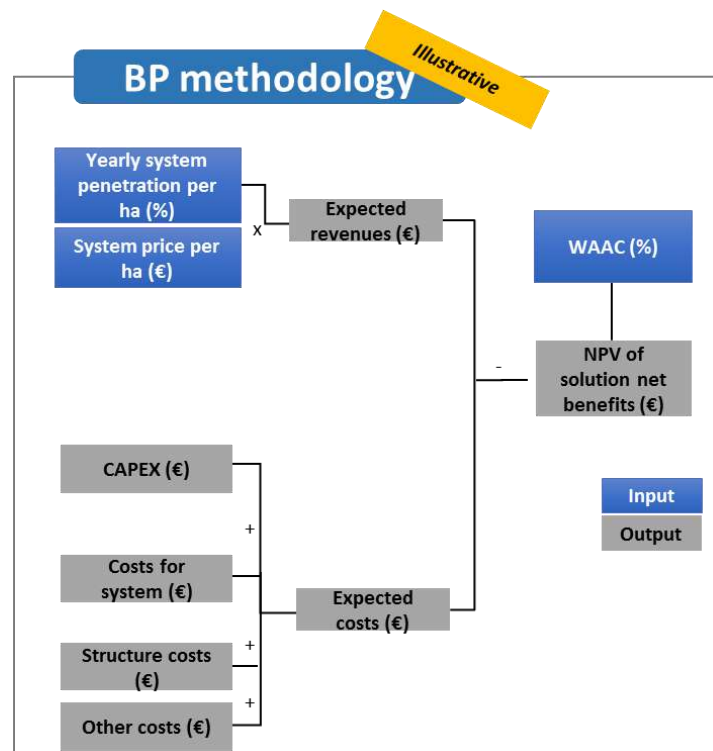 BP methodology
Illustrative
Yearly system
penetration per
ha (%)
x
System price per
ha (€)
Expected
revenues (€)
WAAC (%)
-
NPV of
solution net
benefits (€)
CAPEX (€)
+
Costs for
system (€)
Expected
costs (€)
+
Structure costs
(€)
+
Other costs (€)
Input
Output